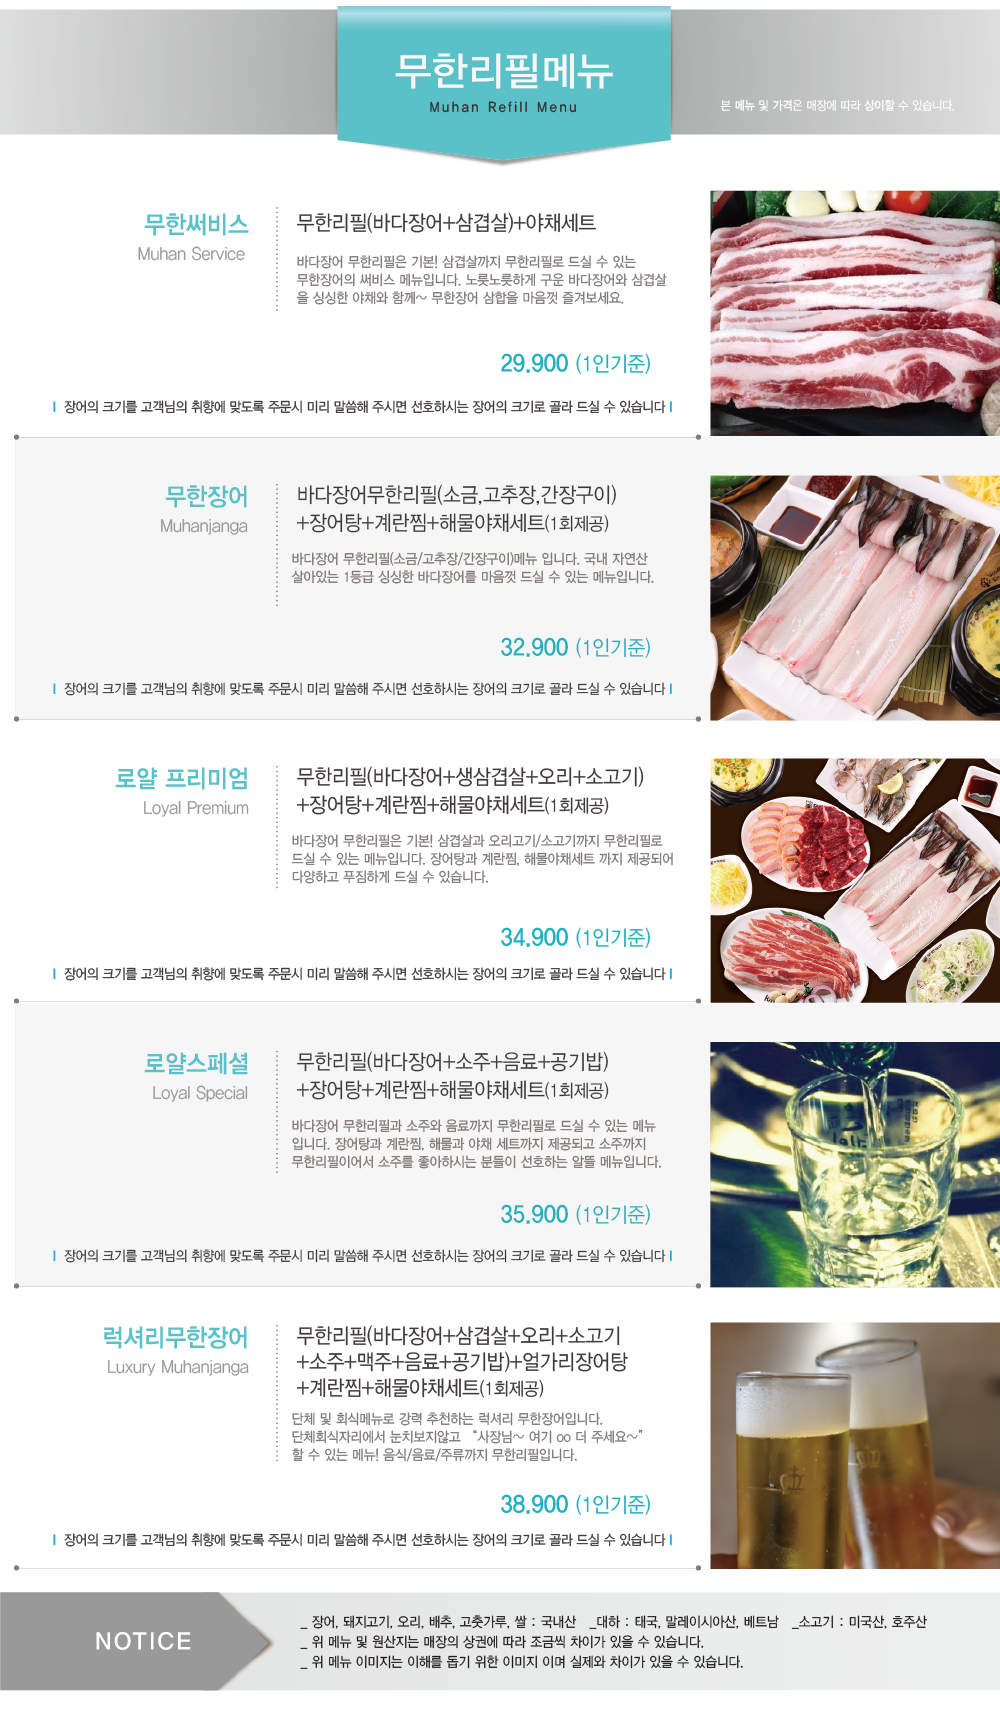 무한리필메뉴
Muhan Refill Menu
본 메뉴 및 가격은 매장에 따라 상이할 수 있습니다.
무한써비스
Muhan Service
무한리필(바다장어+삼겹살)+야채세트
바다장어 무한리필은 기본! 삼겹살까지 무한리필로 드실 수 있는
무한장어의 써비스 메뉴입니다. 노릇노릇하게 구운 바다장어와 삼겹살
을 싱싱한 야채와 함께~ 무한장어 삼합을 마음껏 즐겨보세요.
29,900 (1인기준)
장어의 크기를 고객님의 취향에 맞도록 주문시 미리 말씀해 주시면 선호하시는 장어의 크기로 골라 드실 수 있습니다
무한장어
Muhanjanga
바다장어무한리필(소금,고추장,간장구이)
+장어탕+계란찜+해물야채세트(1회제공)
바다장어 무한리필(소금/고추장/간장구이)메뉴 입니다. 국내 자연산
살아있는 1등급 싱싱한 바다장어를 마음껏 드실 수 있는 메뉴입니다.
32,900 (1인기준)
장어의 크기를 고객님의 취향에 맞도록 주문시 미리 말씀해 주시면 선호하시는 장어의 크기로 골라 드실 수 있습니다
로얄 프리미엄
Loyal Premium
무한리필(바다장어+생삼겹살+오리+소고기)
+장어탕+계란찜+해물야채세트(1회제공)
바다장어 무한리필은 기본! 삼겹살과 오리고기/소고기까지 무한리필로
드실 수 있는 메뉴입니다. 장어탕과 계란찜, 해물야채세트 까지 제공되어
다양하고 푸짐하게 드실 수 있습니다.
34,900 (1인기준)
장어의 크기를 고객님의 취향에 맞도록 주문시 미리 말씀해 주시면 선호하시는 장어의 크기로 골라 드실 수 있습니다
로얄스페셜
Loyal Special
무한리필(바다장어+소주+음료+공기밥)
+장어탕+계란찜+해물야채세트(1회제공)
바다장어 무한리필과 소주와 음료까지 무한리필로 드실 수 있는 메뉴
입니다. 장어탕과 계란찜, 해물과 야채 세트까지 제공되고 소주까지
무한리필이어서 소주를 좋아하시는 분들이 선호하는 알뜰 메뉴입니다.
35,900 (1인기준)
장어의 크기를 고객님의 취향에 맞도록 주문시 미리 말씀해 주시면 선호하시는 장어의 크기로 골라 드실 수 있습니다
럭셔리무한장어
Luxury Muhanjanga
무한리필(바다장어+삼겹살+오리+소고기
+소주+맥주+음료+공기밥)+얼가리장어탕
+계란찜+해물야채세트(1회제공)
단체 및 회식메뉴로 강력 추천하는 럭셔리 무한장어입니다.
단체회식자리에서 눈치보지않고 “사장님~ 여기 oo 더 주세요~”
할 수 있는 메뉴! 음식/음료/주류까지 무한리필입니다.
38,900 (1인기준)
장어의 크기를 고객님의 취향에 맞도록 주문시 미리 말씀해 주시면 선호하시는 장어의 크기로 골라 드실 수 있습니다
NOTICE
_ 장어, 돼지고기, 오리, 배추, 고춧가루, 쌀 : 국내산 _대하 : 태국, 말레이시아산, 베트남 _소고기 : 미국산, 호주산
_ 위 메뉴 및 원산지는 매장의 상권에 따라 조금씩 차이가 있을 수 있습니다.
_ 위 메뉴 이미지는 이해를 돕기 위한 이미지 이며 실제와 차이가 있을 수 있습니다.